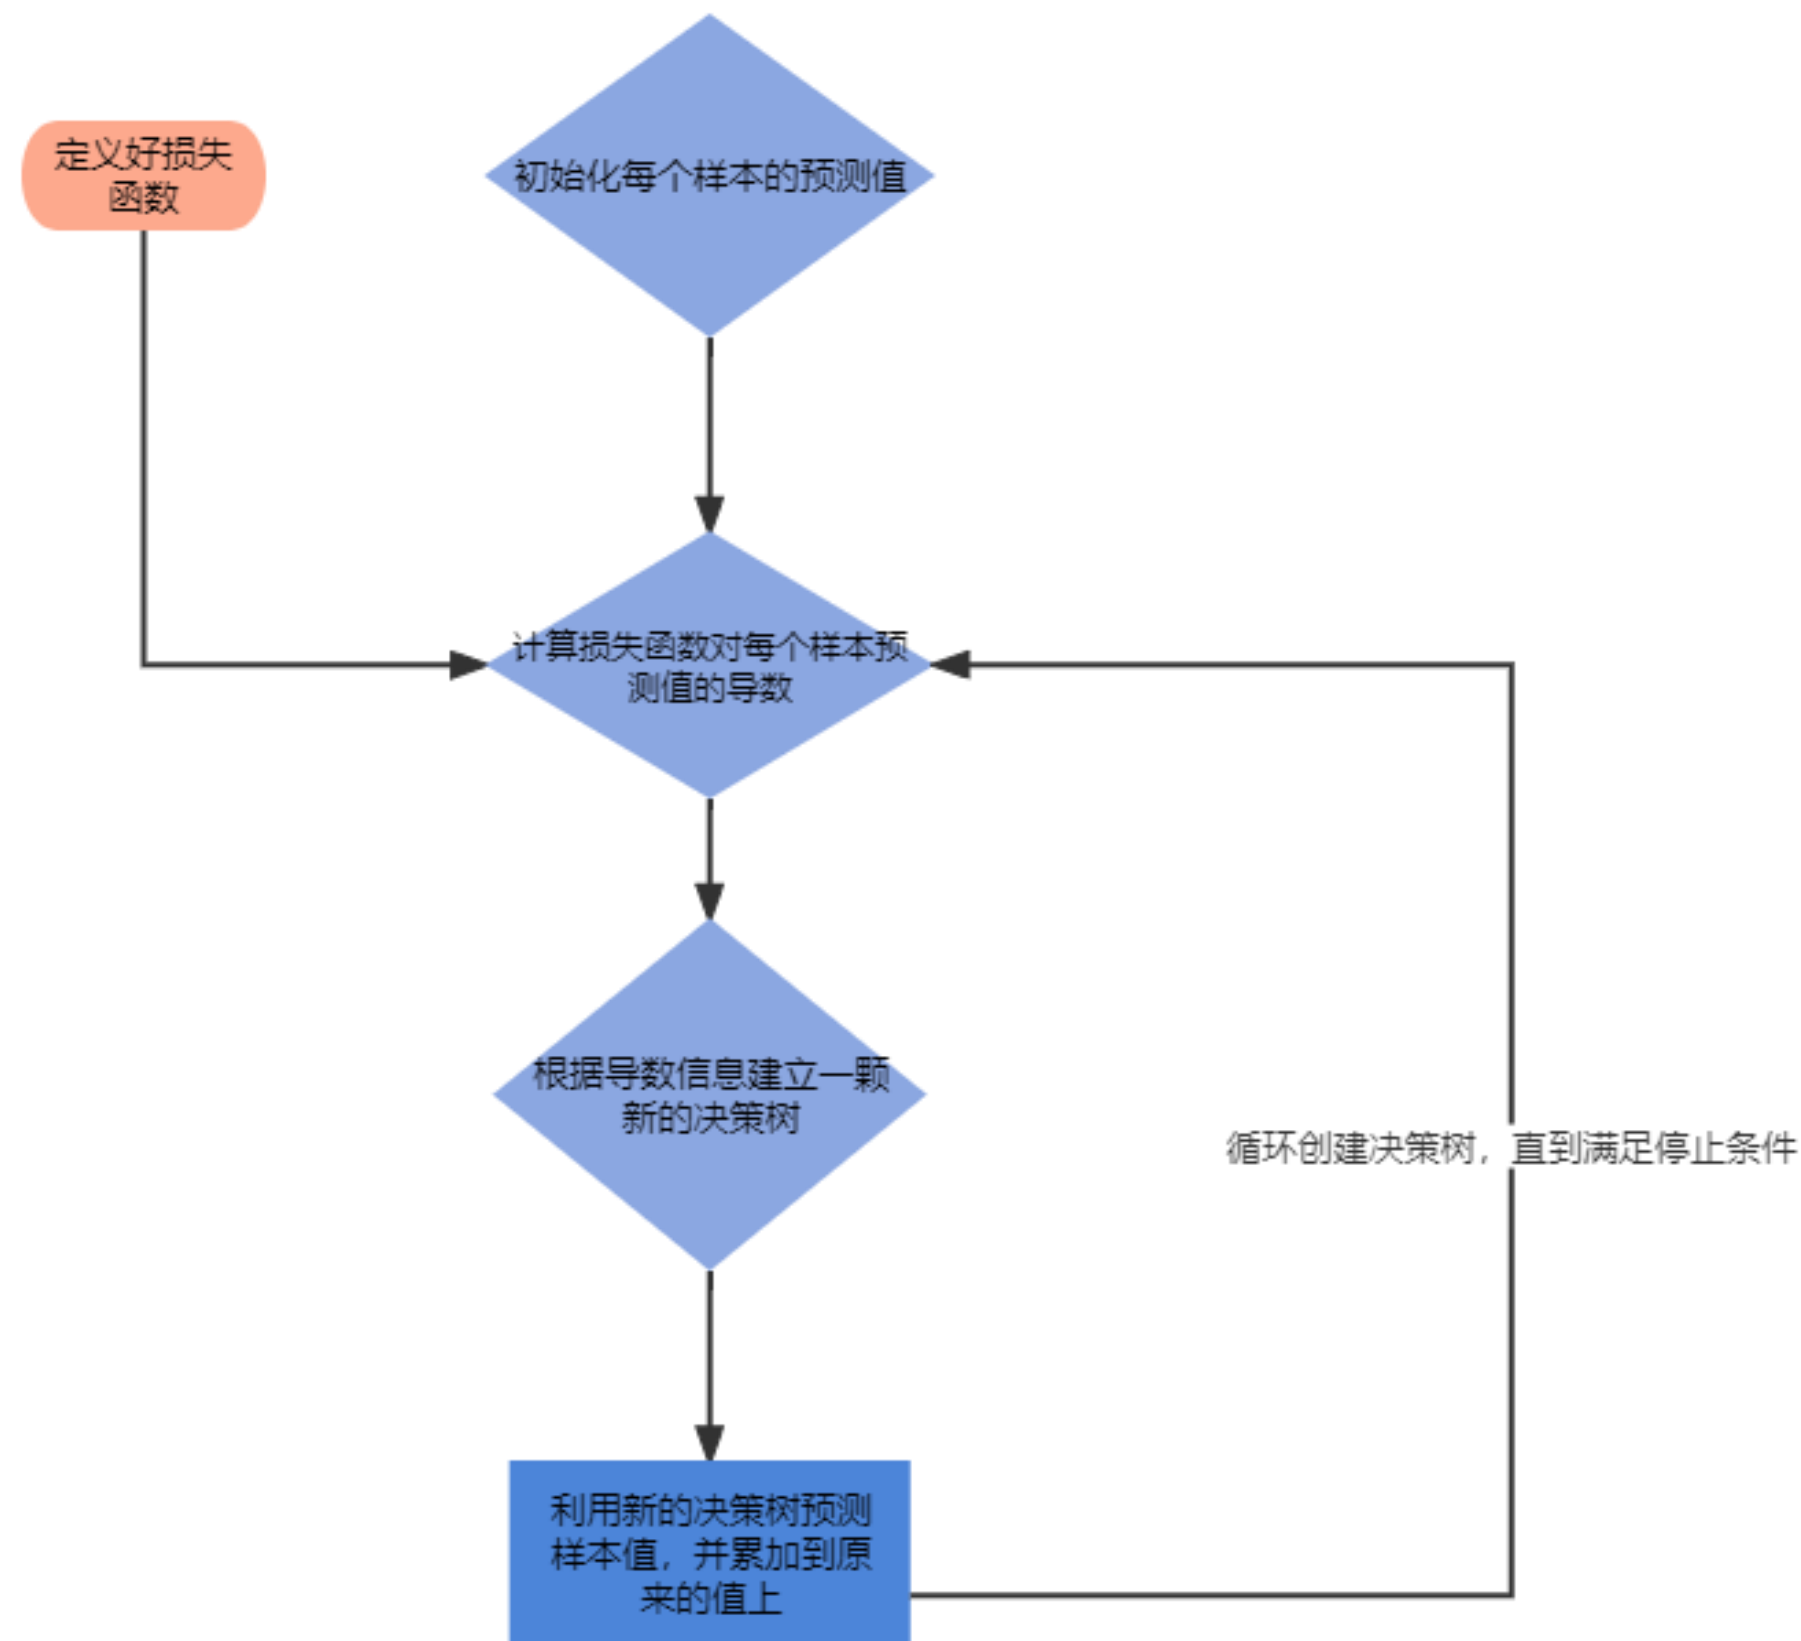 定义好损失
函数
初始化每个样本的预测值
计算损失函数对每个样本预
测值的导数
根据导数信息建立一颗
新的决策树
循环创建决策树，直到满足停止条件
利用新的决策树预测
样本值，并累加到原
来的值上